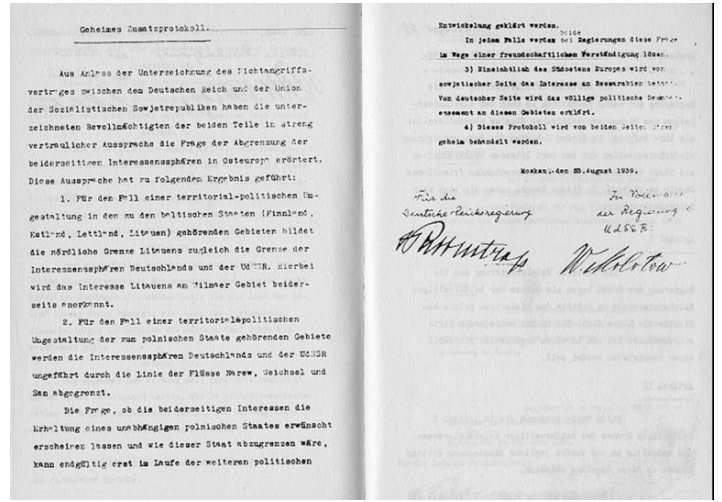 Geheimes Zusatzprotokoll.
Aus Anlass der Unterzeichnung des Nichtangriffs-
vertrages zwischen dem Deutschen Reich und der Union
der Sozialistischen Sowjetrepubliken haben die unter-
zeichneten Bevollmächtigten der beiden Teile in streng
vertraulicher Aussprache die Frage der Abgrenzung der
beiderseitigen Interessensphären in Osteuropa erörtert.
Diese Aussprache hat zu folgendem Ergebnis geführt:
1. Für den Fall einer territorial-politischen Um-
gestaltung in den zu den baltischen Staaten (Finnland,
Estland, Lettland, Litauen) gehörenden Gebieten bildet
die nördliche Grenze Litauens zugleich die Grenze der
Interessensphären Deutschlands und der UdSSR. Hierbei
wird das Interesse Litauens am Wilnaer Gebiet beider-
seits anerkannt.
2. Für den Fall einer territorial-politischen
Umgestaltung der zum polnischen Staate gehörenden Gebiete
werden die Interessensphären Deutschlands und der UdSSR
ungefähr durch die Linie der Flüsse Narew, Weichsel und
San abgegrenzt.
Die Frage, ob die beiderseitigen Interessen die
Erhaltung eines unabhängigen polnischen Staates erwünscht
erscheinen lassen und wie dieser Staat abzugrenzen wäre,
kann endgültig erst im Laufe der weiteren politischen
Entwickelung geklärt werden.
beide
In jedem Falle werden bei Regierungen diese Frage
im Wege einer freundschaftlichen Verständigung lösen.
3) Hinsichtlich des Südostens Europas wird von
sowjetischer Seite das Interesse an Bessarabien
Von deutscher Seite wird das völlige politische
an diesen Gebieten erklärt.
4) Dieses Protokoll wird von beiden Seiten
geheim behandelt werden.
Moskau, den 23. August 1939.
Für die
Deutsche Reichsregierung
In Vollmacht
der Regierung
UdSSR:
W. Molotow